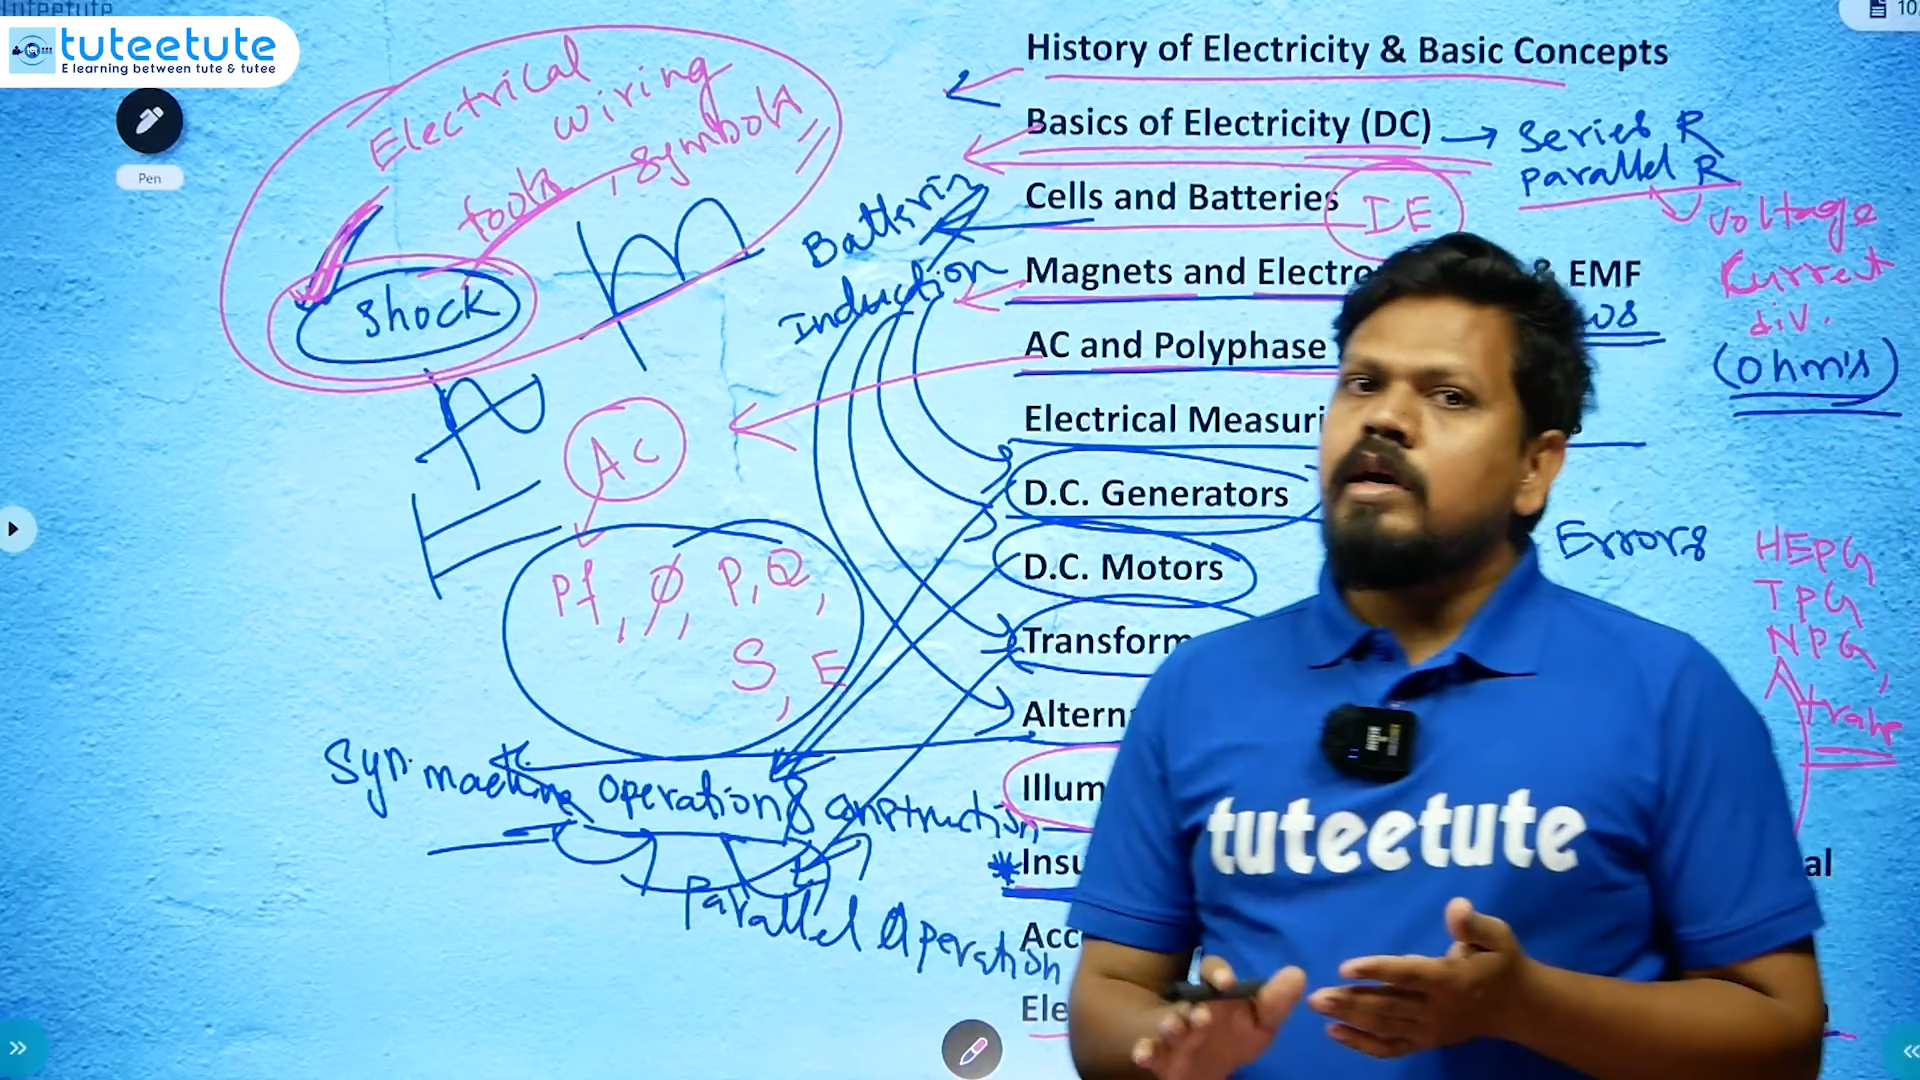 tuteetute
E learning between tute & tutee
Pen
10
Electrical
wiring
tools, symbols
Shock
History of Electricity & Basic Concepts
Basics of Electricity (DC) → Series R
Parallel R
Cells and Batteries
IE
Voltage
Current
div.
(Ohm's)
Induction
Magnets and Electro
& EMF
AC and Polyphase
Electrical Measuri
AC
D.C. Generators
Errors
D.C. Motors
Pf, Ø, P, Q,
S, E
HEPG
TPG
NPG,
Transform
Altern
Syn. machine operation & construction
Illum
*Insu
al
Parallel Operation
Acc
Ele
tuteetute